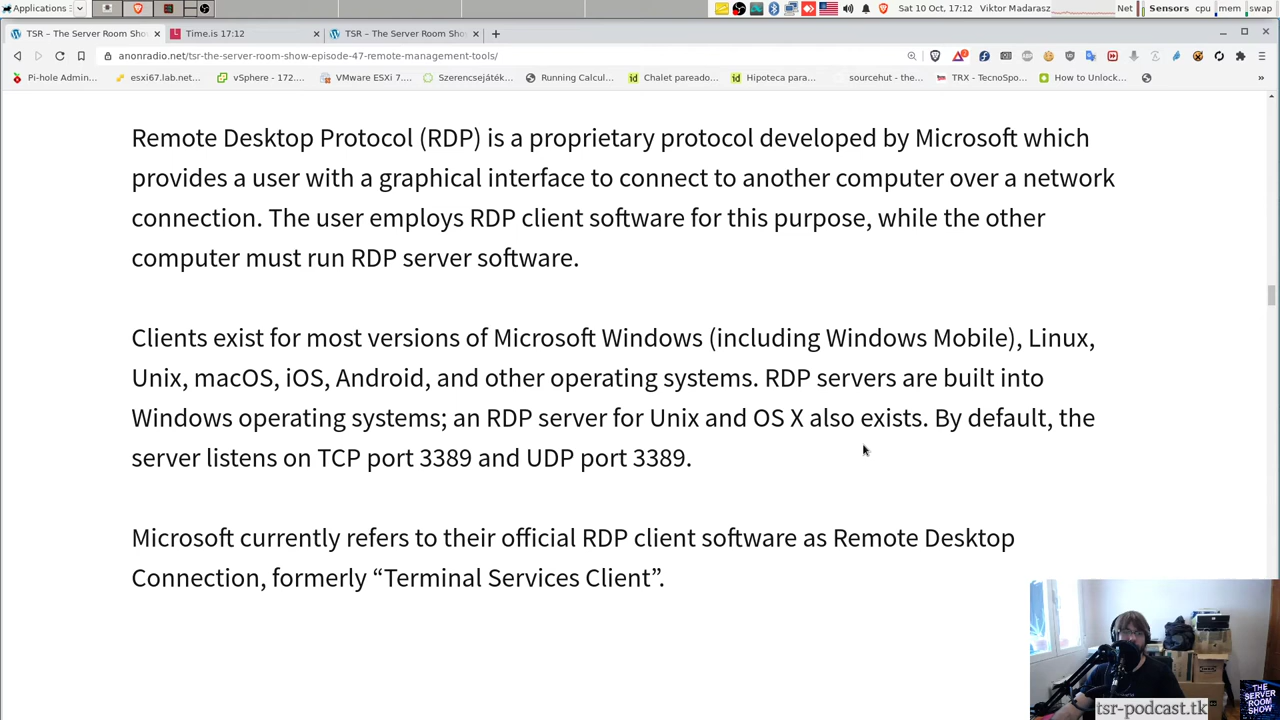 Applications
Sat 10 Oct, 17:12
Viktor Madarasz
Net
Sensors
cpu
mem
swap
TSR – The Server Room Sho
Time.is 17:12
TSR – The Server Room Sho
anonradio.net/tsr-the-server-room-show-episode-47-remote-management-tools/
Pi-hole Admin...
esxi67.lab.net...
vSphere - 172....
VMware ESXi 7....
Szerencsejáték...
Running Calcul...
Chalet pareado...
Hipoteca para...
sourcehut - the...
TRX - TecnoSpo...
How to Unlock...
Remote Desktop Protocol (RDP) is a proprietary protocol developed by Microsoft which
provides a user with a graphical interface to connect to another computer over a network
connection. The user employs RDP client software for this purpose, while the other
computer must run RDP server software.
Clients exist for most versions of Microsoft Windows (including Windows Mobile), Linux,
Unix, macOS, iOS, Android, and other operating systems. RDP servers are built into
Windows operating systems; an RDP server for Unix and OS X also exists. By default, the
server listens on TCP port 3389 and UDP port 3389.
Microsoft currently refers to their official RDP client software as Remote Desktop
Connection, formerly “Terminal Services Client”.
tsr-podcast.tk
THE
SERVER
ROOM
SHOW